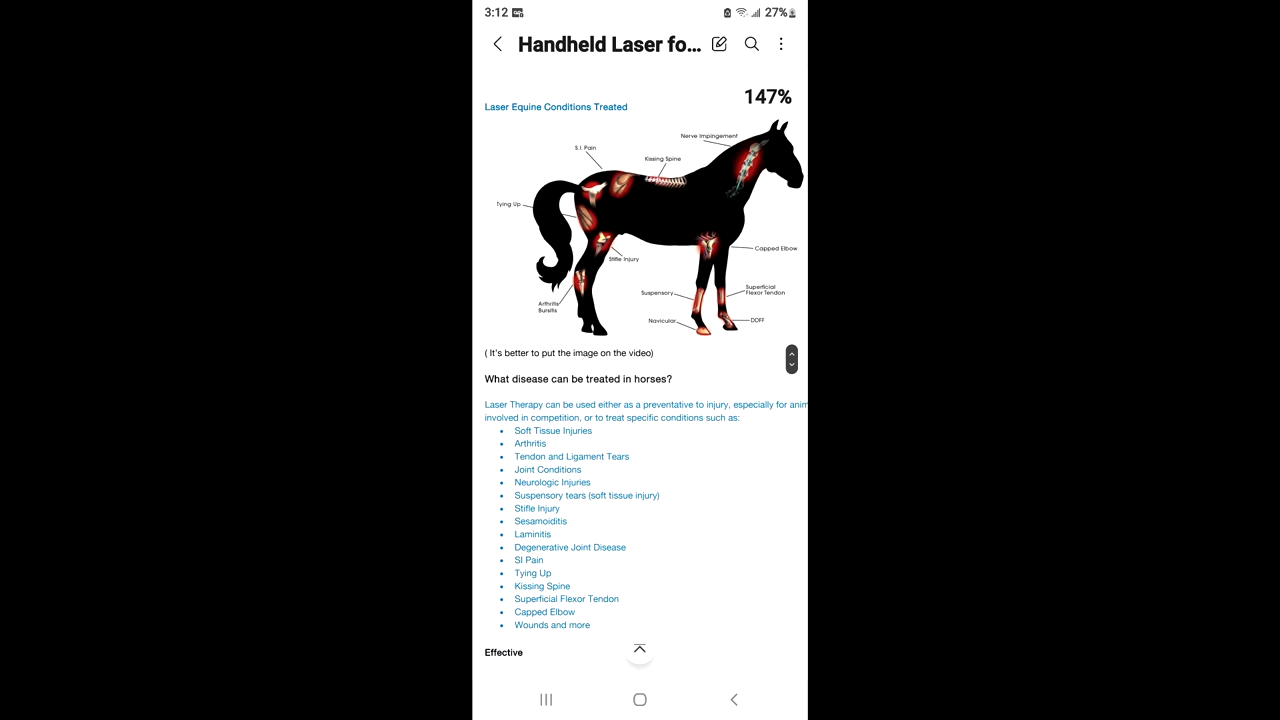 3:12
27%
Handheld Laser fo...
147%
Laser Equine Conditions Treated
Nerve Impingement
S.I. Pain
Kissing Spine
Tying Up
Capped Elbow
Stifle Injury
Superficial
Flexor Tendon
Suspensory
Arthritis
Bursitis
Navicular
DDFF
( It's better to put the image on the video)
What disease can be treated in horses?
Laser Therapy can be used either as a preventative to injury, especially for anim
involved in competition, or to treat specific conditions such as:
• Soft Tissue Injuries
• Arthritis
• Tendon and Ligament Tears
• Joint Conditions
• Neurologic Injuries
• Suspensory tears (soft tissue injury)
• Stifle Injury
• Sesamoiditis
• Laminitis
• Degenerative Joint Disease
• SI Pain
• Tying Up
• Kissing Spine
• Superficial Flexor Tendon
• Capped Elbow
• Wounds and more
Effective